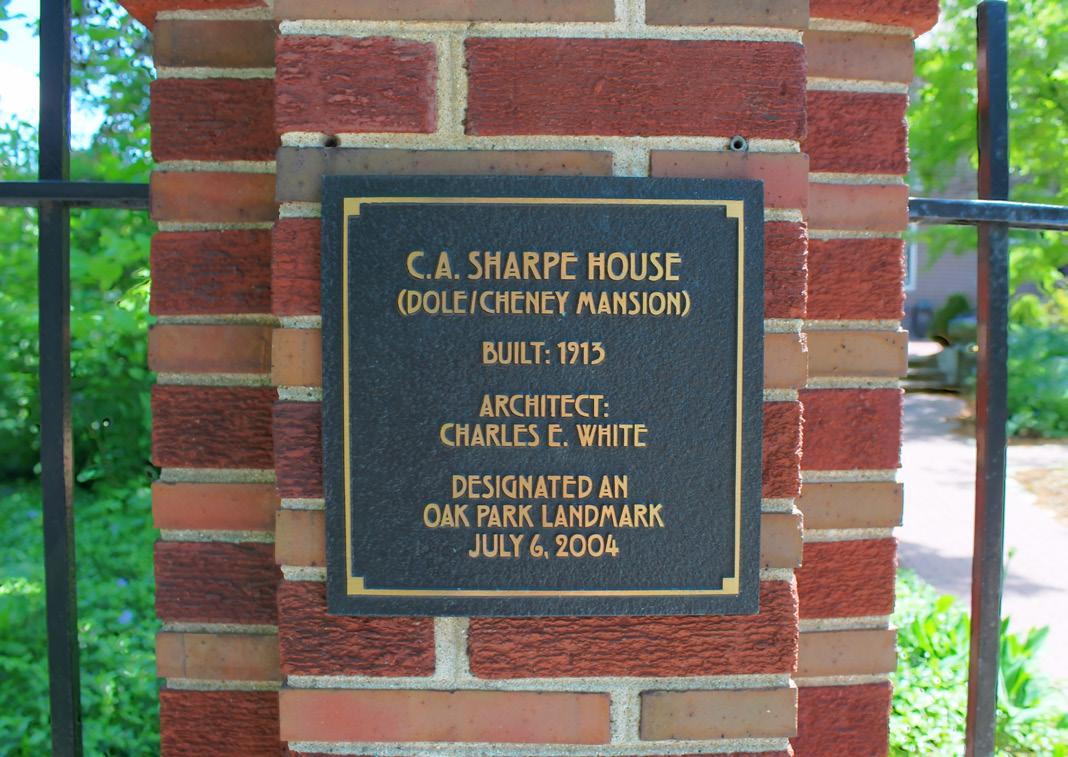 C.A. SHARPE HOUSE
(DOLE/CHENEY MANSION)
BUILT: 1913
ARCHITECT:
CHARLES E. WHITE
DESIGNATED AN
OAK PARK LANDMARK
JULY 6, 2004